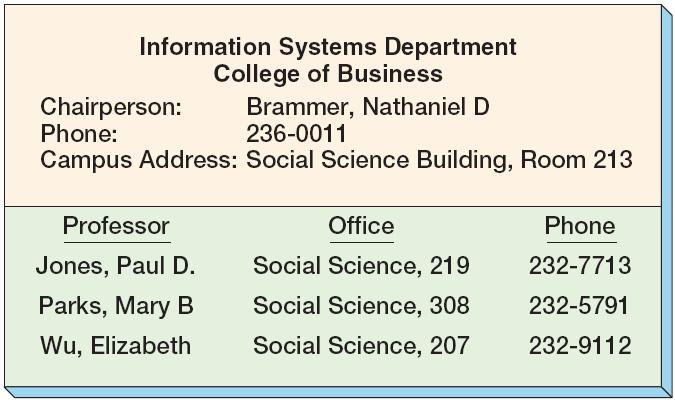 Information Systems Department
College of Business
Chairperson: Brammer, Nathaniel D
Phone: 236-0011
Campus Address: Social Science Building, Room 213
Professor Office Phone
Jones, Paul D. Social Science, 219 232-7713
Parks, Mary B Social Science, 308 232-5791
Wu, Elizabeth Social Science, 207 232-9112